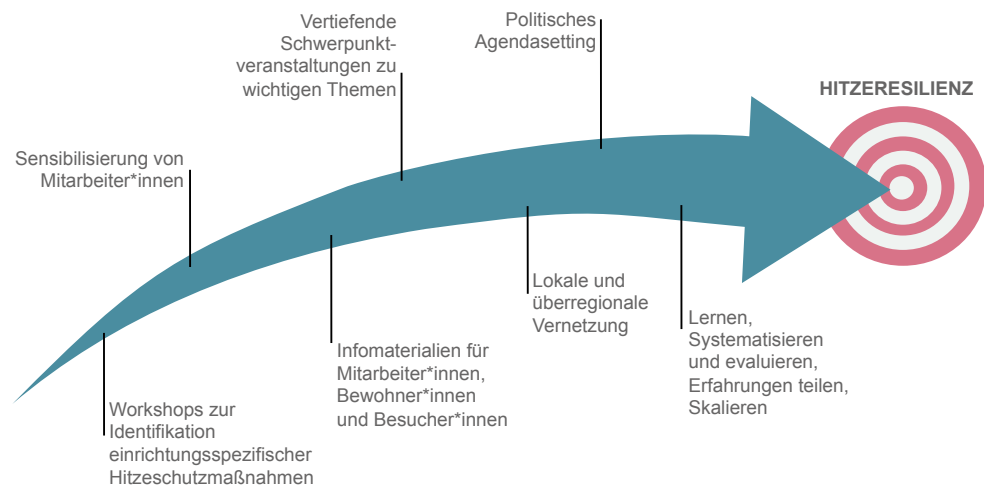 Vertiefende
Schwerpunkt-
veranstaltungen zu
wichtigen Themen
Politisches
Agendasetting
HITZERESILIENZ
Sensibilisierung von
Mitarbeiter*innen
Lokale und
überregionale
Vernetzung
Lernen,
Systematisieren
und evaluieren,
Erfahrungen teilen,
Skalieren
Infomaterialien für
Mitarbeiter*innen,
Bewohner*innen
und Besucher*innen
Workshops zur
Identifikation
einrichtungsspezifischer
Hitzeschutzmaßnahmen